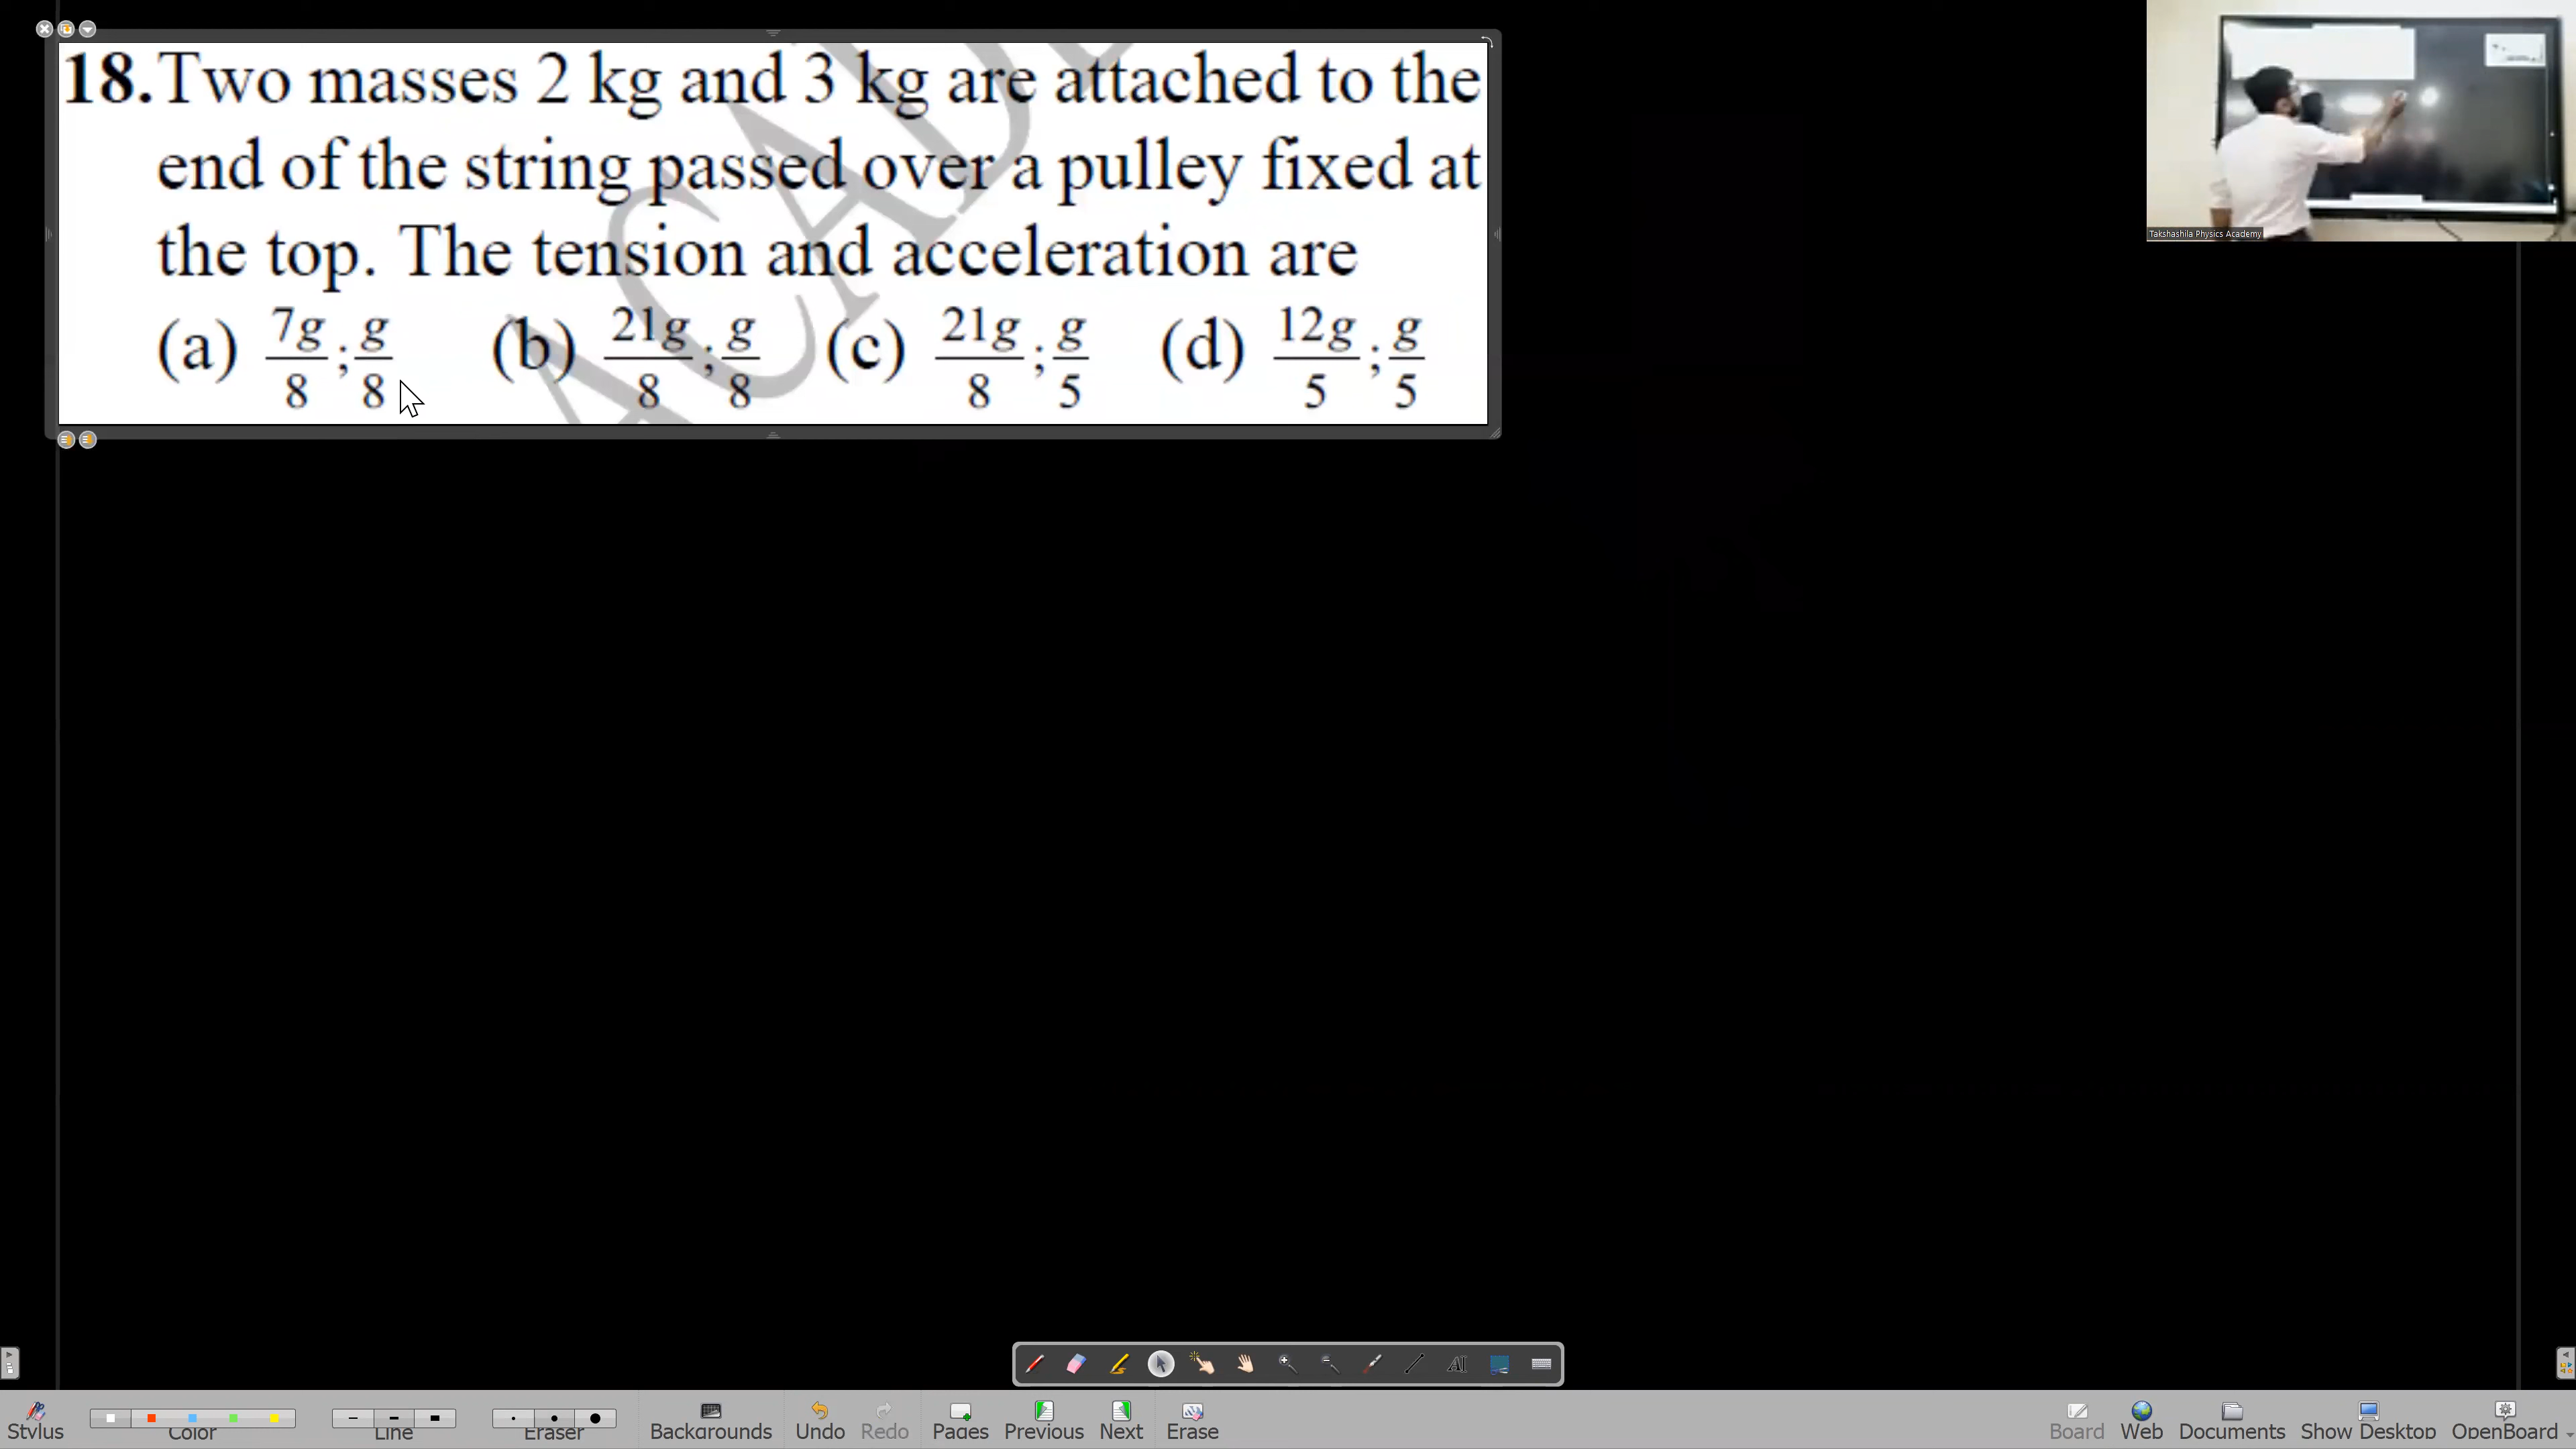 18.Two masses 2 kg and 3 kg are attached to the
end of the string passed over a pulley fixed at
the top. The tension and acceleration are
(a) 7g/8 ; g/8 (b) 21g/8 ; g/8 (c) 21g/8 ; g/5 (d) 12g/5 ; g/5
ACADE
Takshashila Physics Academy
Stylus Color Line Eraser Backgrounds Undo Redo Pages Previous Next Erase Board Web Documents Show Desktop OpenBoard